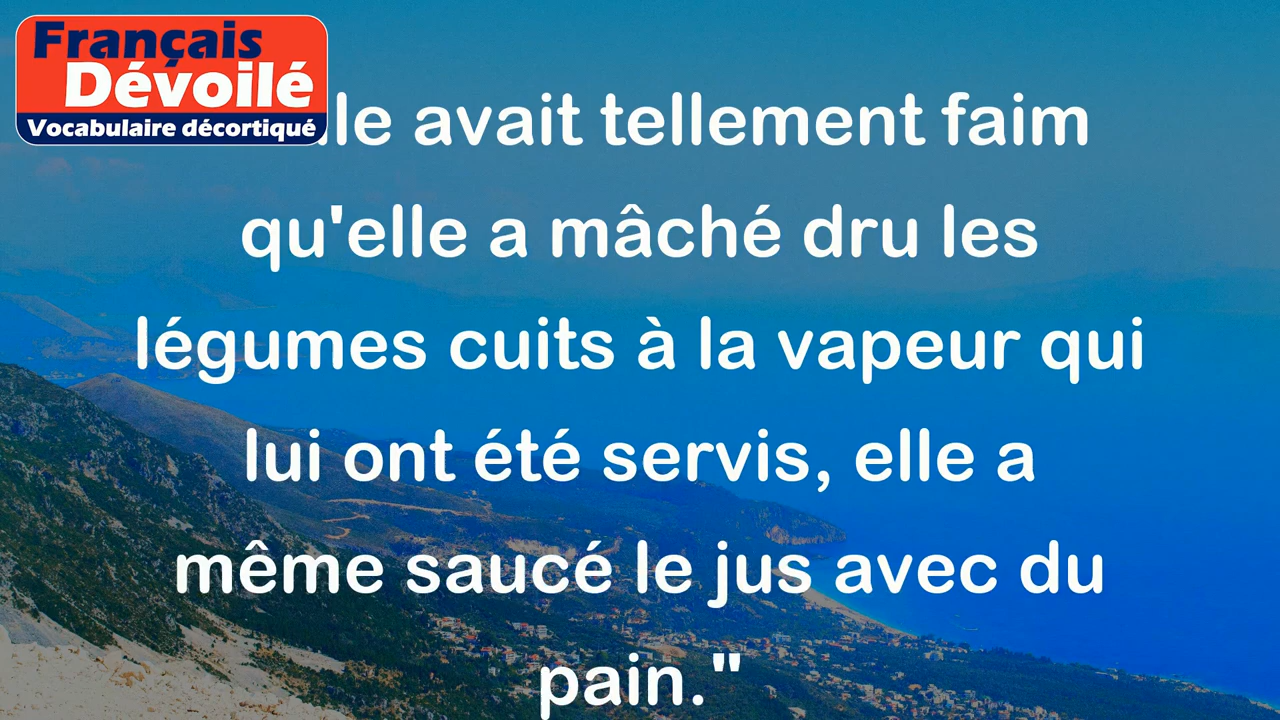 Français
Dévoilé
Vocabulaire décortiqué
lle avait tellement faim
qu'elle a mâché dru les
légumes cuits à la vapeur qui
lui ont été servis, elle a
même saucé le jus avec du
pain."